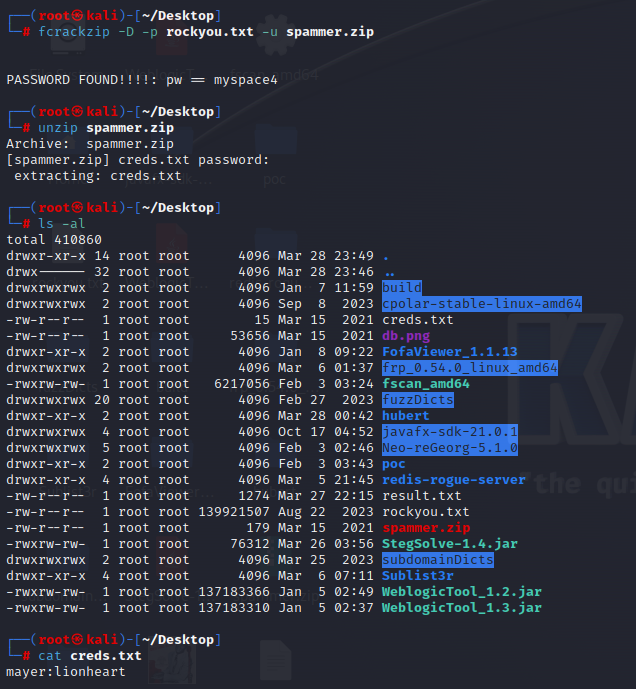 ┌──(root㉿kali)-[~/Desktop]
└─# fcrackzip -D -p rockyou.txt -u spammer.zip
PASSWORD FOUND!!!!: pw == myspace4
┌──(root㉿kali)-[~/Desktop]
└─# unzip spammer.zip
Archive:  spammer.zip
[spammer.zip] creds.txt password:
 extracting: creds.txt
┌──(root㉿kali)-[~/Desktop]
└─# ls -al
total 410860
drwxr-xr-x 14 root root      4096 Mar 28 23:49 .
drwx------ 32 root root      4096 Mar 28 23:46 ..
drwxrwxrwx  2 root root      4096 Jan  7 11:59 build
drwxrwxrwx  2 root root      4096 Sep  8  2023 cpolar-stable-linux-amd64
-rw-r--r--  1 root root        15 Mar 15  2021 creds.txt
-rw-r--r--  1 root root     53656 Mar 15  2021 db.png
drwxr-xr-x  2 root root      4096 Jan  8 09:22 FofaViewer_1.1.13
drwxrwxrwx  2 root root      4096 Mar  6 01:37 frp_0.54.0_linux_amd64
-rwxrw-rw-  1 root root   6217056 Feb  3 03:24 fscan_amd64
drwxrwxrwx 20 root root      4096 Feb 27  2023 fuzzDicts
drwxr-xr-x  2 root root      4096 Mar 28 00:42 hubert
drwxrwxrwx  4 root root      4096 Oct 17 04:52 javafx-sdk-21.0.1
drwxrwxrwx  5 root root      4096 Feb  3 02:46 Neo-reGeorg-5.1.0
drwxr-xr-x  2 root root      4096 Feb  3 03:43 poc
drwxr-xr-x  4 root root      4096 Mar  5 21:45 redis-rogue-server
-rw-r--r--  1 root root      1274 Mar 27 22:15 result.txt
-rw-r--r--  1 root root 139921507 Aug 22  2023 rockyou.txt
-rw-r--r--  1 root root       179 Mar 15  2021 spammer.zip
-rwxrw-rw-  1 root root     76312 Mar 26 03:56 StegSolve-1.4.jar
drwxrwxrwx  2 root root      4096 Mar 25  2023 subdomainDicts
drwxr-xr-x  4 root root      4096 Mar  6 07:11 Sublist3r
-rwxrw-rw-  1 root root 137183366 Jan  5 02:49 WeblogicTool_1.2.jar
-rwxrw-rw-  1 root root 137183310 Jan  5 02:37 WeblogicTool_1.3.jar
┌──(root㉿kali)-[~/Desktop]
└─# cat creds.txt
mayer:lionheart
"the qu
poc